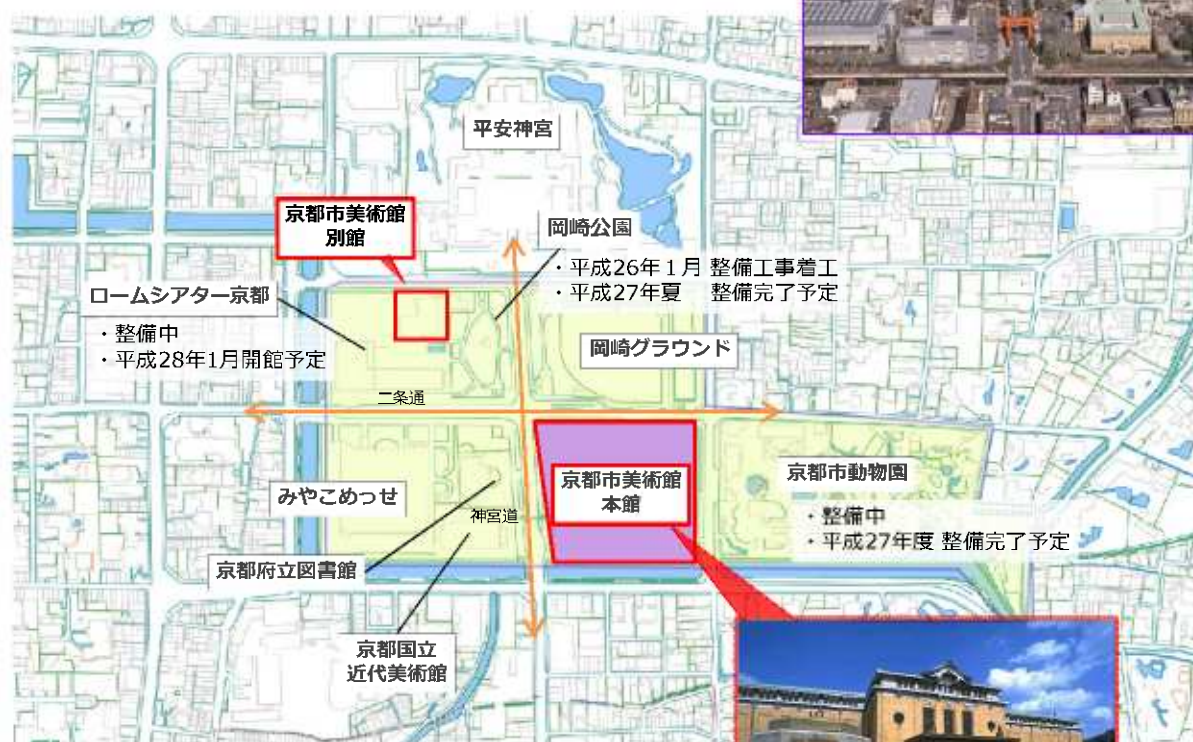 平安神宮
京都市美術館
別館
岡崎公園
・平成26年１月 整備工事着工
・平成27年夏 整備完了予定
ロームシアター京都
・整備中
・平成28年1月開館予定
岡崎グラウンド
二条通
京都市美術館
本館
京都市動物園
・整備中
・平成27年度 整備完了予定
みやこめっせ
神宮道
京都府立図書館
京都国立
近代美術館